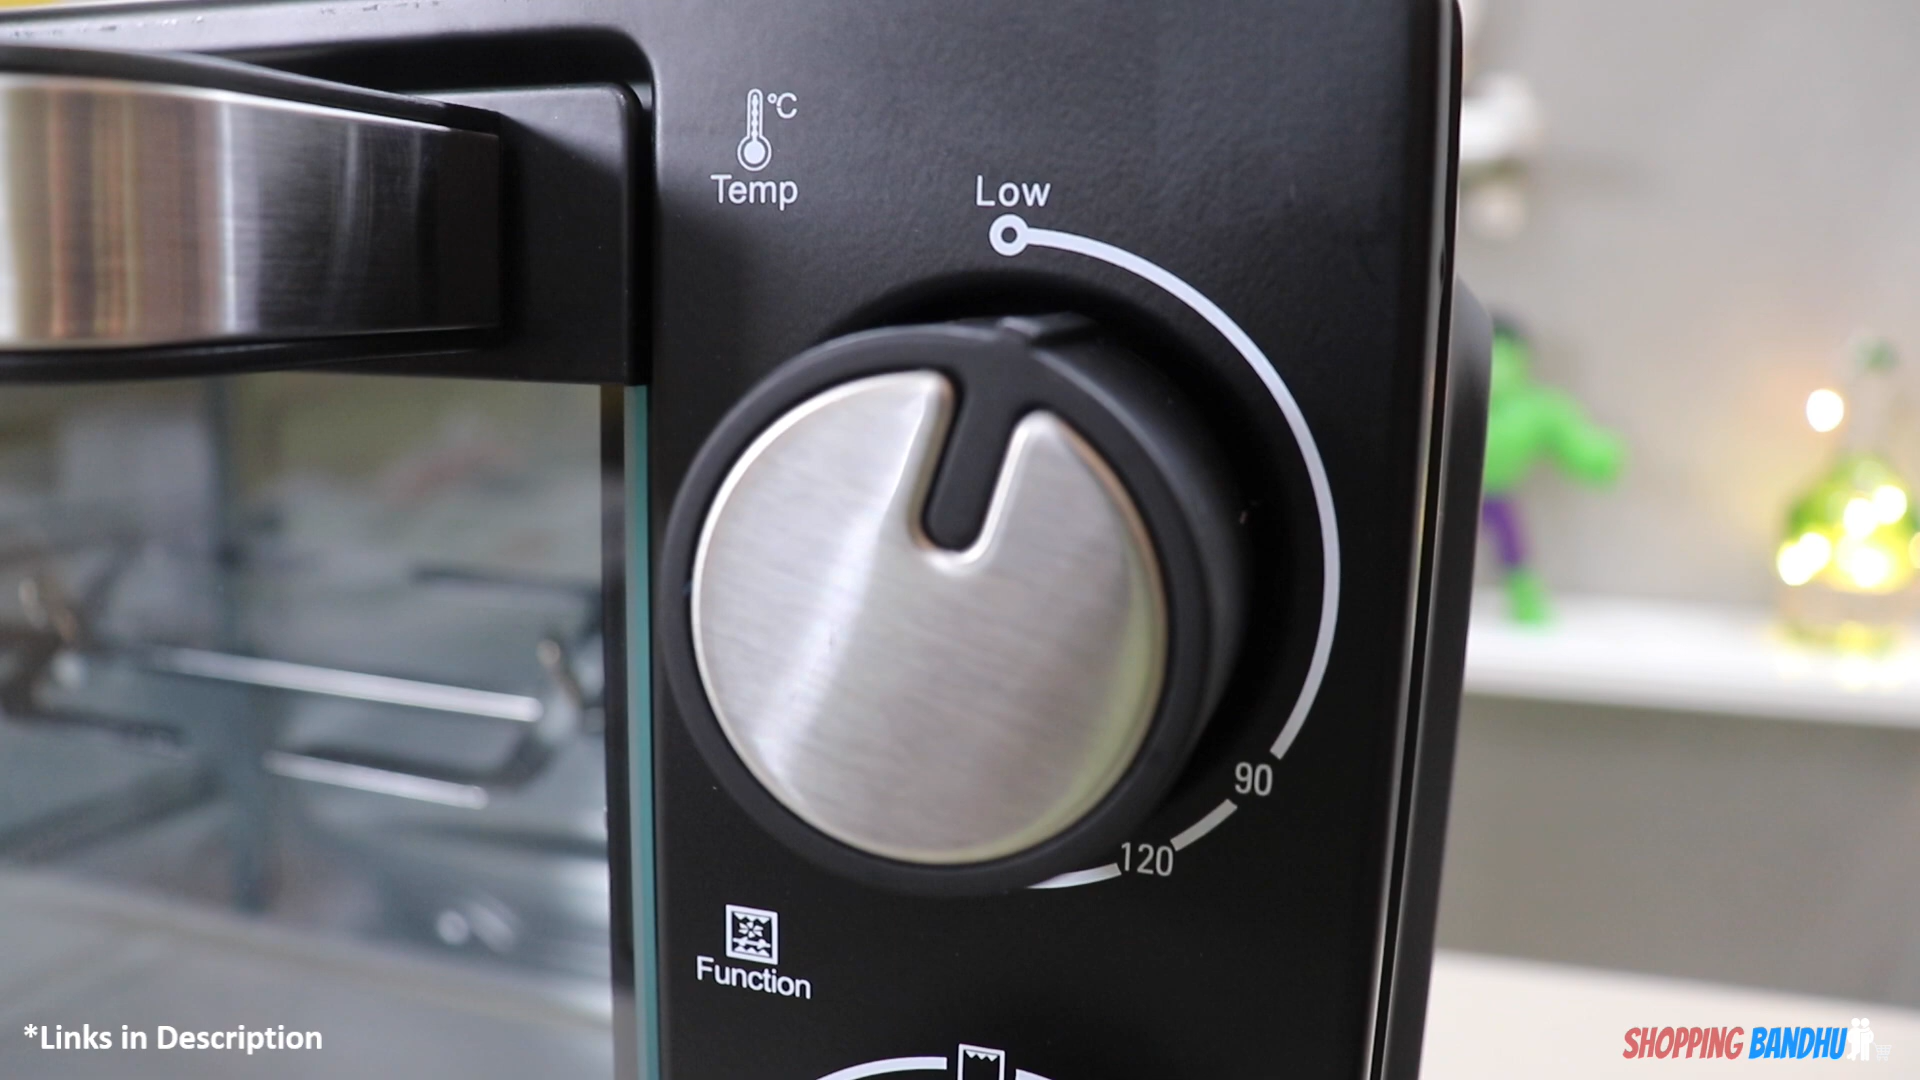 °C
Temp
Low
90
120
Function
*Links in Description
SHOPPING BANDHU